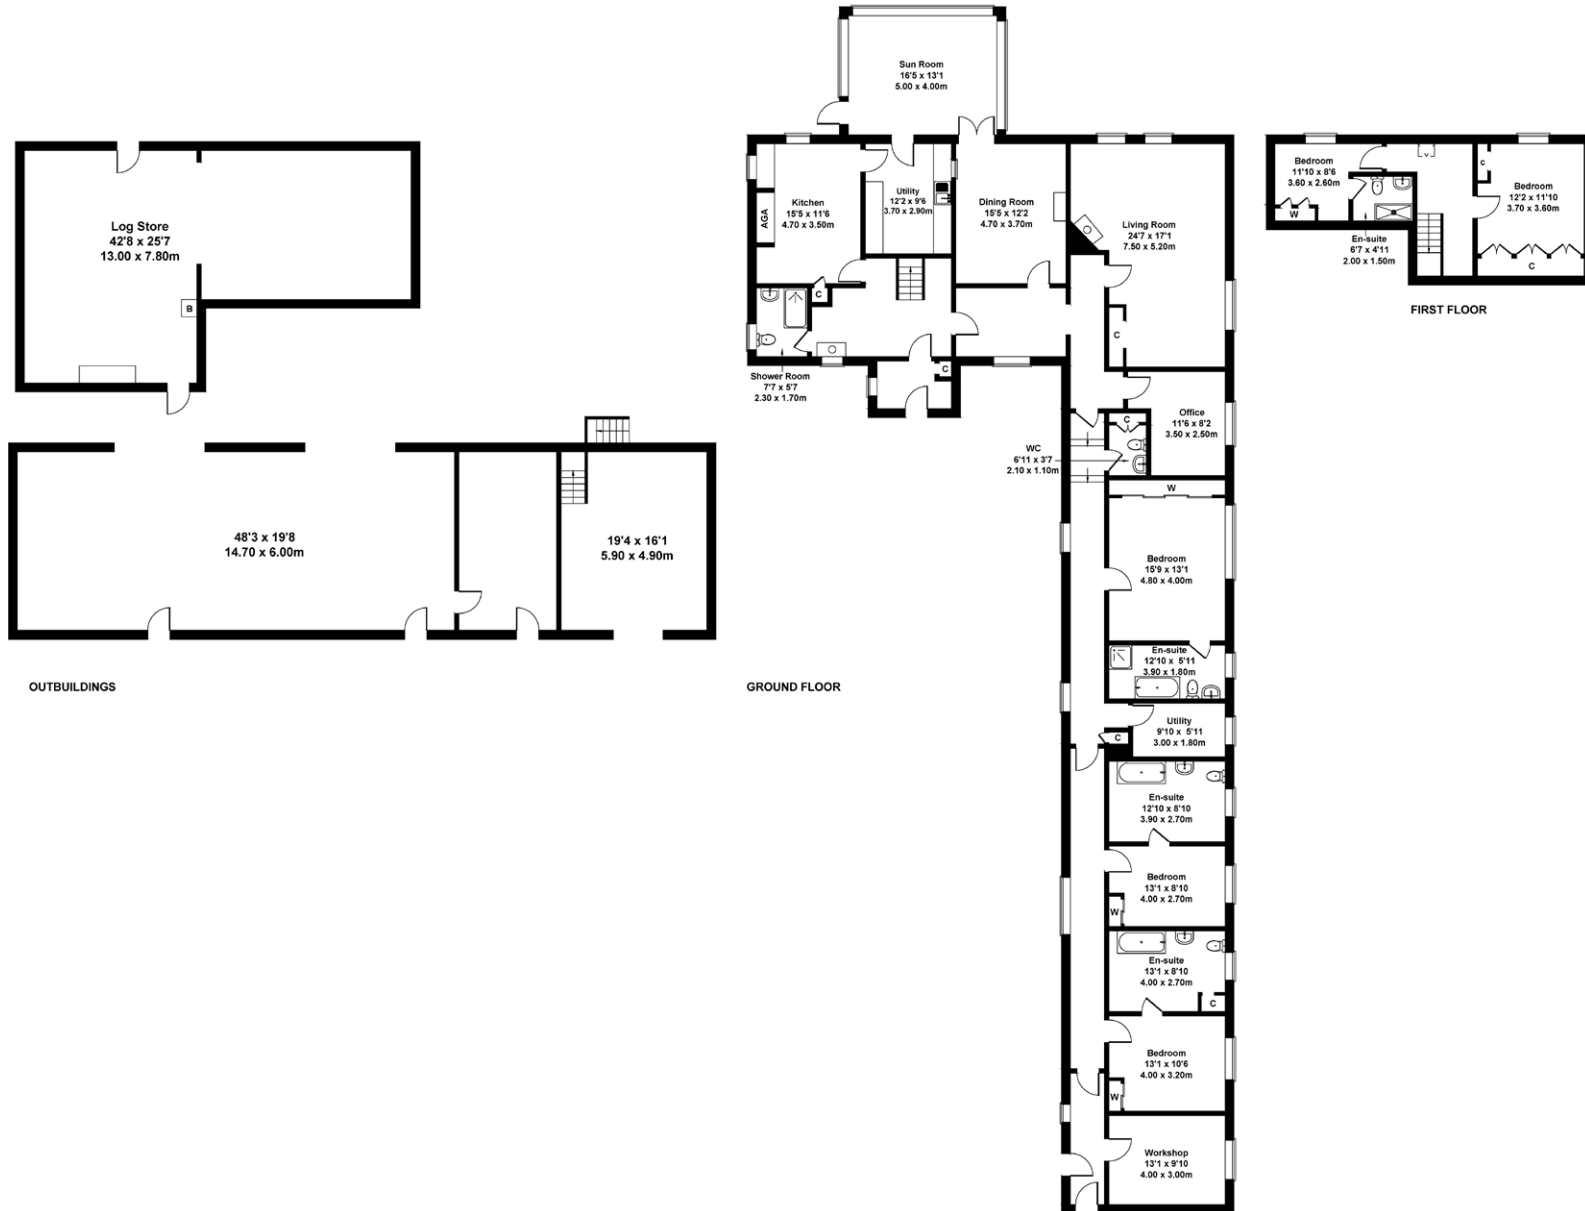 Log Store
42'8 x 25'7
13.00 x 7.80m
B
48'3 x 19'8
14.70 x 6.00m
19'4 x 16'1
5.90 x 4.90m
OUTBUILDINGS
Sun Room
16'5 x 13'1
5.00 x 4.00m
Kitchen
15'5 x 11'6
4.70 x 3.50m
AGA
Utility
12'2 x 9'6
3.70 x 2.90m
Dining Room
15'5 x 12'2
4.70 x 3.70m
Living Room
24'7 x 17'1
7.50 x 5.20m
C
C
Shower Room
7'7 x 5'7
2.30 x 1.70m
C
Office
11'6 x 8'2
3.50 x 2.50m
C
WC
6'11 x 3'7
2.10 x 1.10m
W
Bedroom
15'9 x 13'1
4.80 x 4.00m
En-suite
12'10 x 5'11
3.90 x 1.80m
Utility
9'10 x 5'11
3.00 x 1.80m
C
En-suite
12'10 x 8'10
3.90 x 2.70m
Bedroom
13'1 x 8'10
4.00 x 2.70m
W
En-suite
13'1 x 8'10
4.00 x 2.70m
C
Bedroom
13'1 x 10'6
4.00 x 3.20m
W
Workshop
13'1 x 9'10
4.00 x 3.00m
GROUND FLOOR
Bedroom
11'10 x 8'6
3.60 x 2.60m
W
En-suite
6'7 x 4'11
2.00 x 1.50m
C
Bedroom
12'2 x 11'10
3.70 x 3.60m
C
FIRST FLOOR